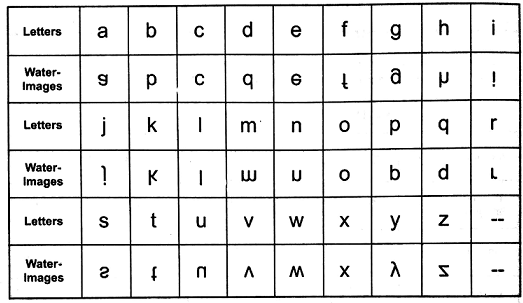 Letters a b c d e f g h i
Water-Images ɐ p c q ɘ ɟ ƃ μ !
Letters j k l m n o p q r
Water-Images ! ʞ l ɯ u o b d ɿ
Letters s t u v w x y z --
Water-Images ƨ ʇ n ʌ ʍ x λ z --